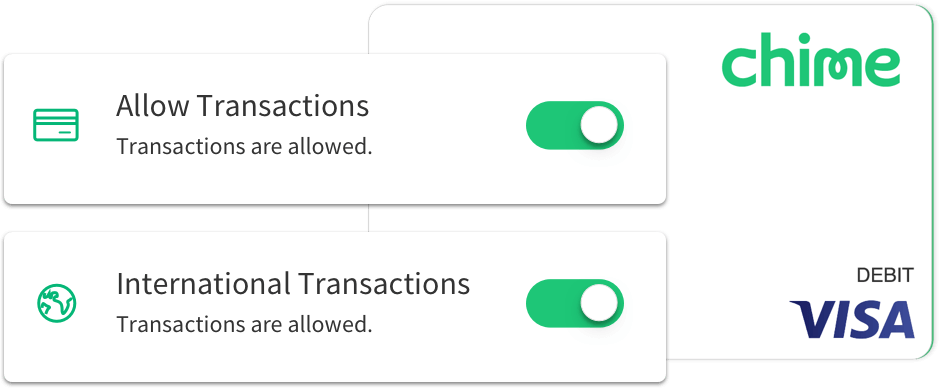 chime
Allow Transactions
Transactions are allowed.
International Transactions
Transactions are allowed.
DEBIT
VISA